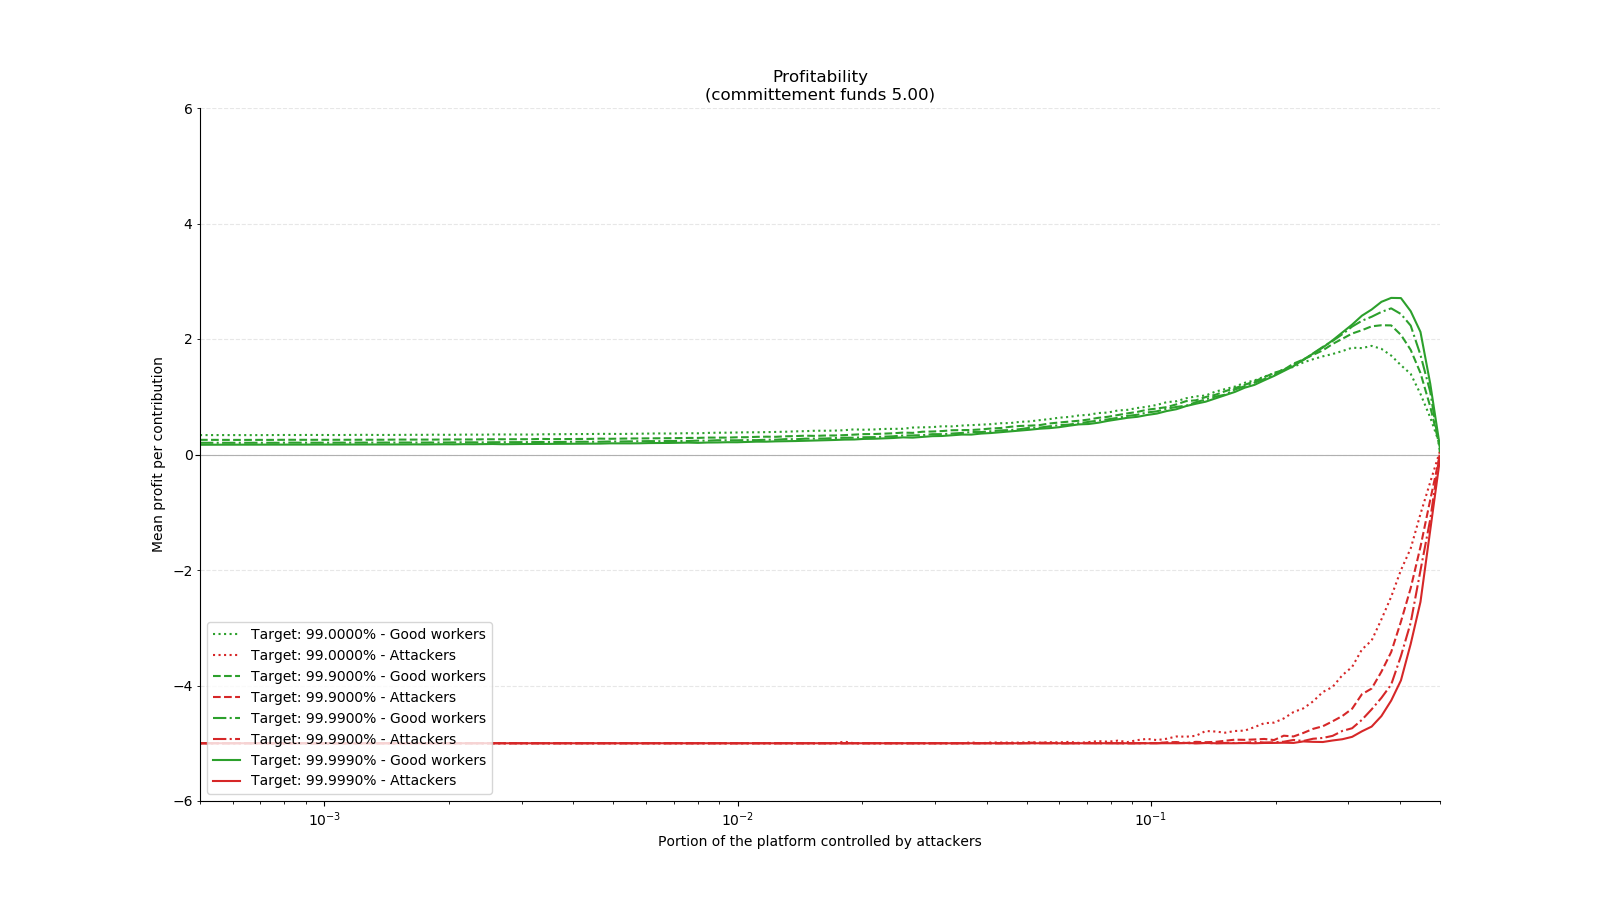 Profitability
(committement funds 5.00)
6
4
2
0
−2
−4
−6
Mean profit per contribution
Target: 99.0000% - Good workers
Target: 99.0000% - Attackers
Target: 99.9000% - Good workers
Target: 99.9000% - Attackers
Target: 99.9900% - Good workers
Target: 99.9900% - Attackers
Target: 99.9990% - Good workers
Target: 99.9990% - Attackers
10⁻³ 10⁻² 10⁻¹
Portion of the platform controlled by attackers